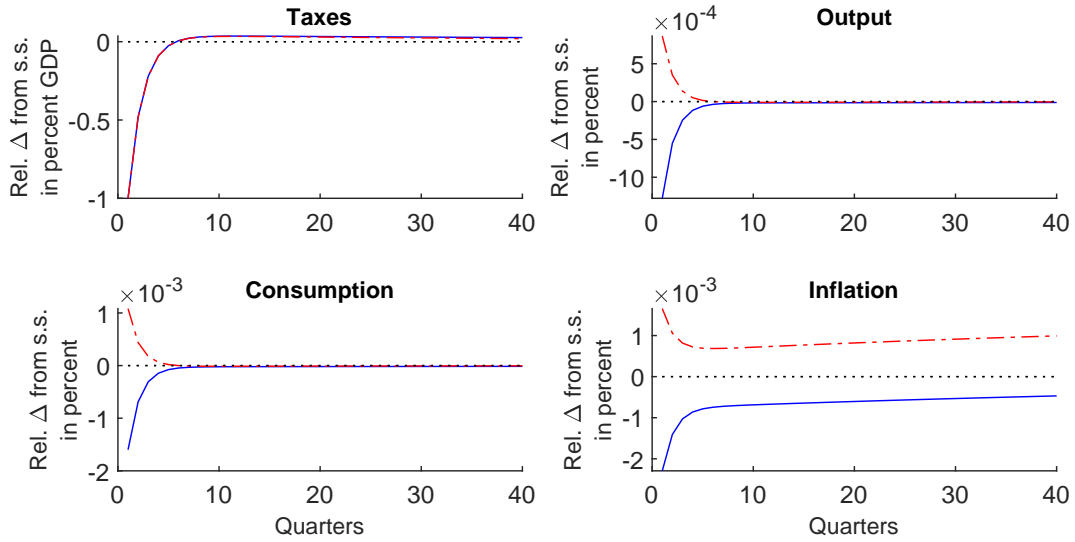 Taxes
Rel. Δ from s.s.
in percent GDP
0
-0.5
-1
0 10 20 30 40
× 10-4
Output
Rel. Δ from s.s.
in percent
5
0
-5
-10
0 10 20 30 40
× 10-3
Consumption
Rel. Δ from s.s.
in percent
1
0
-1
-2
0 10 20 30 40
Quarters
× 10-3
Inflation
Rel. Δ from s.s.
in percent
1
0
-1
-2
0 10 20 30 40
Quarters